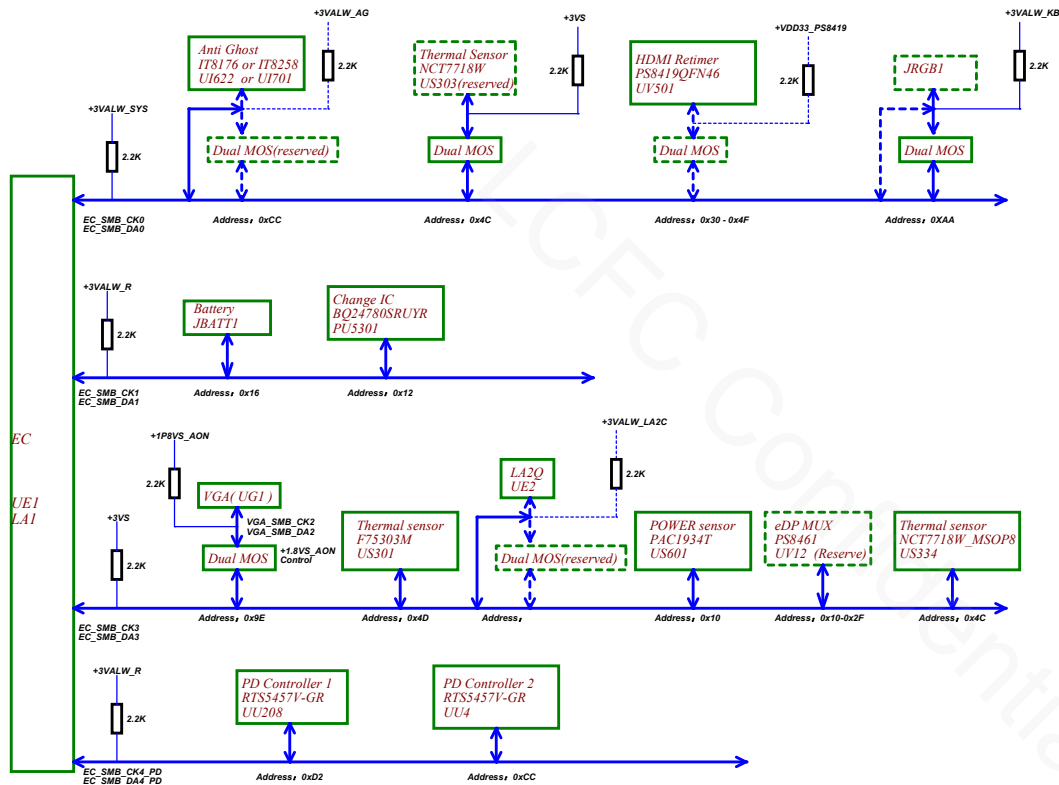 +3VALW_AG
Anti Ghost
IT8176 or IT8258
UI622 or UI701
2.2K
+3VS
Thermal Sensor
NCT7718W
US303(reserved)
2.2K
+VDD33_PS8419
HDMI Retimer
PS8419QFN46
UV501
2.2K
+3VALW_KB
JRGB1
2.2K
+3VALW_SYS
2.2K
Dual MOS(reserved)
Dual MOS
Dual MOS
Dual MOS
EC_SMB_CK0
EC_SMB_DA0
Address: 0xCC
Address: 0x4C
Address: 0x30 - 0x4F
Address: 0XAA
+3VALW_R
2.2K
Battery
JBATT1
Change IC
BQ24780SRUYR
PU5301
EC_SMB_CK1
EC_SMB_DA1
Address: 0x16
Address: 0x12
EC
UE1
LA1
+1P8VS_AON
2.2K
VGA( UG1 )
VGA_SMB_CK2
VGA_SMB_DA2
+3VS
2.2K
Dual MOS
+1.8VS_AON
Control
Thermal sensor
F75303M
US301
+3VALW_LA2C
LA2Q
UE2
2.2K
Dual MOS(reserved)
POWER sensor
PAC1934T
US601
eDP MUX
PS8461
UV12 (Reserve)
Thermal sensor
NCT7718W_MSOP8
US334
EC_SMB_CK3
EC_SMB_DA3
Address: 0x9E
Address: 0x4D
Address:
Address: 0x10
Address: 0x10-0x2F
Address: 0x4C
+3VALW_R
2.2K
PD Controller 1
RTS5457V-GR
UU208
PD Controller 2
RTS5457V-GR
UU4
EC_SMB_CK4_PD
EC_SMB_DA4_PD
Address: 0xD2
Address: 0xCC
LCFC Confidential